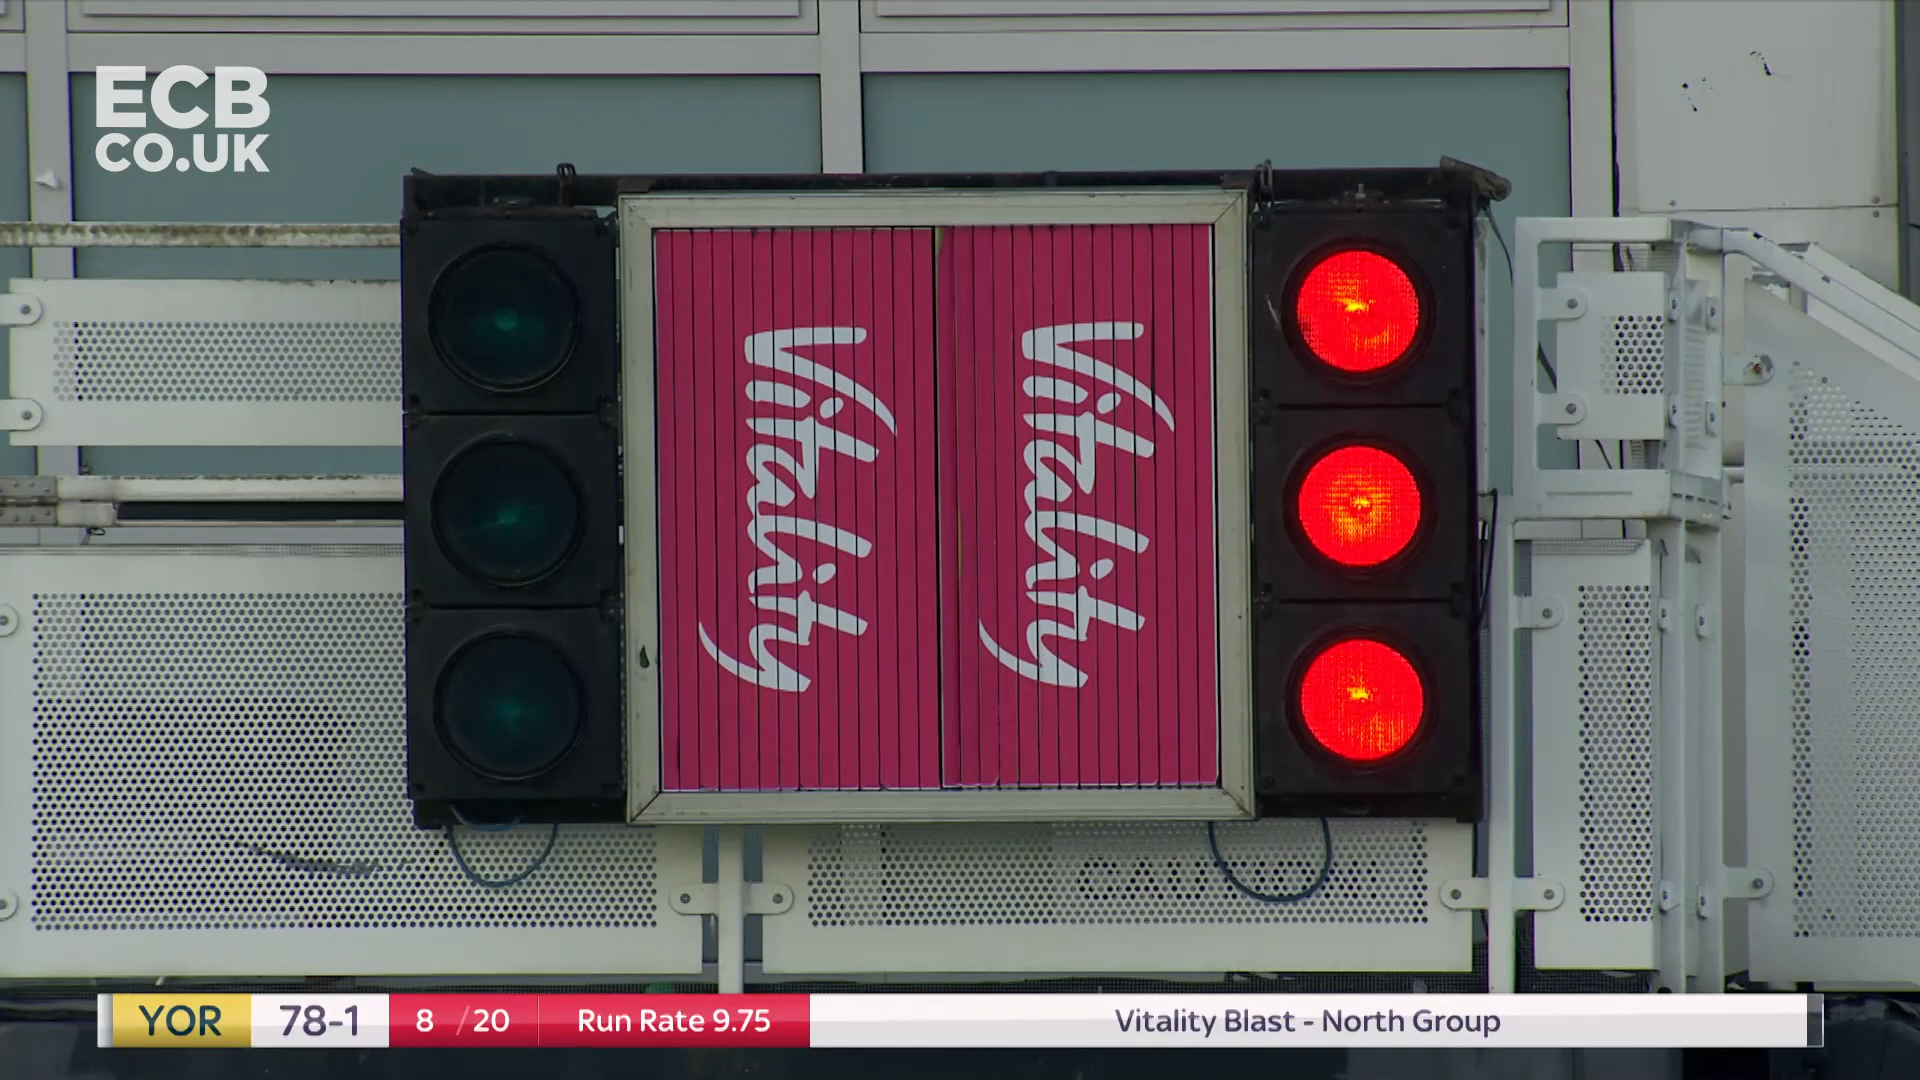 ECB
CO.UK
Vitality
Vitality
YOR 78-1 8 /20 Run Rate 9.75 Vitality Blast - North Group